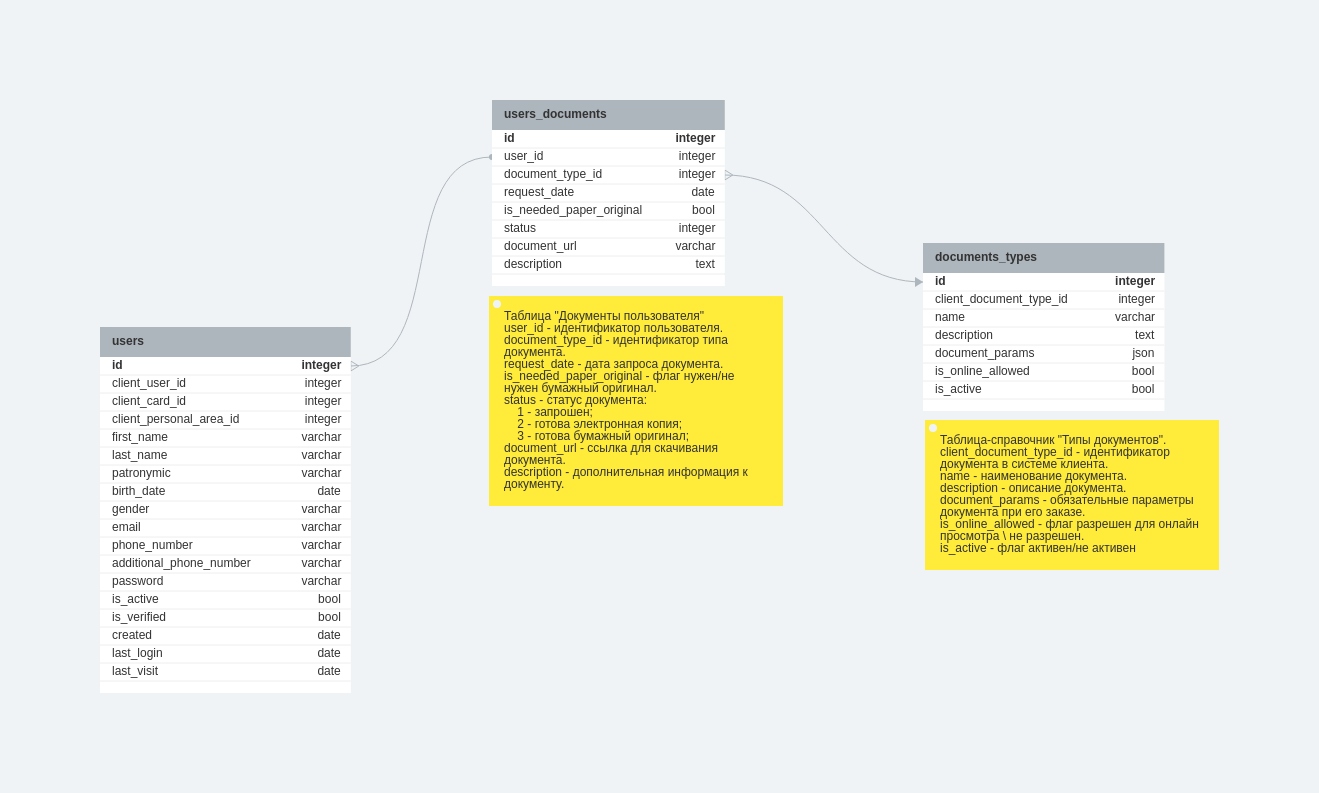 users_documents
id integer
user_id integer
document_type_id integer
request_date date
is_needed_paper_original bool
status integer
document_url varchar
description text
Таблица "Документы пользователя"
user_id - идентификатор пользователя.
document_type_id - идентификатор типа
документа.
request_date - дата запроса документа.
is_needed_paper_original - флаг нужен/не
нужен бумажный оригинал.
status - статус документа:
1 - запрошен;
2 - готова электронная копия;
3 - готова бумажный оригинал;
document_url - ссылка для скачивания
документа.
description - дополнительная информация к
документу.
documents_types
id integer
client_document_type_id integer
name varchar
description text
document_params json
is_online_allowed bool
is_active bool
Таблица-справочник "Типы документов".
client_document_type_id - идентификатор
документа в системе клиента.
name - наименование документа.
description - описание документа.
document_params - обязательные параметры
документа при его заказе.
is_online_allowed - флаг разрешен для онлайн
просмотра \ не разрешен.
is_active - флаг активен/не активен
users
id integer
client_user_id integer
client_card_id integer
client_personal_area_id integer
first_name varchar
last_name varchar
patronymic varchar
birth_date date
gender varchar
email varchar
phone_number varchar
additional_phone_number varchar
password varchar
is_active bool
is_verified bool
created date
last_login date
last_visit date